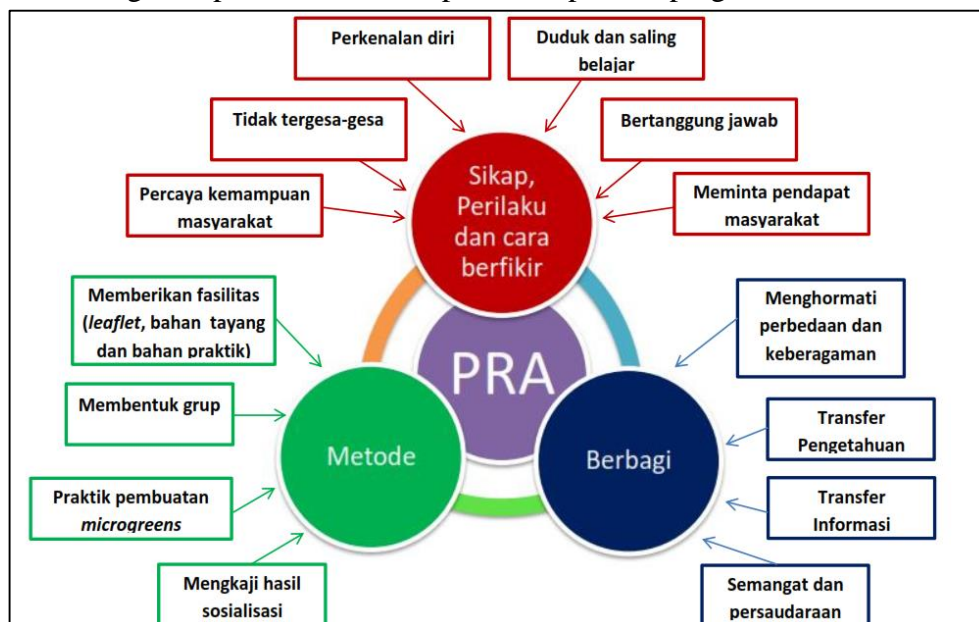 Perkenalan diri
Duduk dan saling
belajar
Tidak tergesa-gesa
Bertanggung jawab
Percaya kemampuan
masyarakat
Sikap,
Perilaku
dan cara
berfikir
Meminta pendapat
masyarakat
Memberikan fasilitas
(leaflet, bahan tayang
dan bahan praktik)
Menghormati
perbedaan dan
keberagaman
PRA
Membentuk grup
Metode
Berbagi
Transfer
Pengetahuan
Praktik pembuatan
microgreens
Transfer
Informasi
Mengkaji hasil
sosialisasi
Semangat dan
persaudaraan